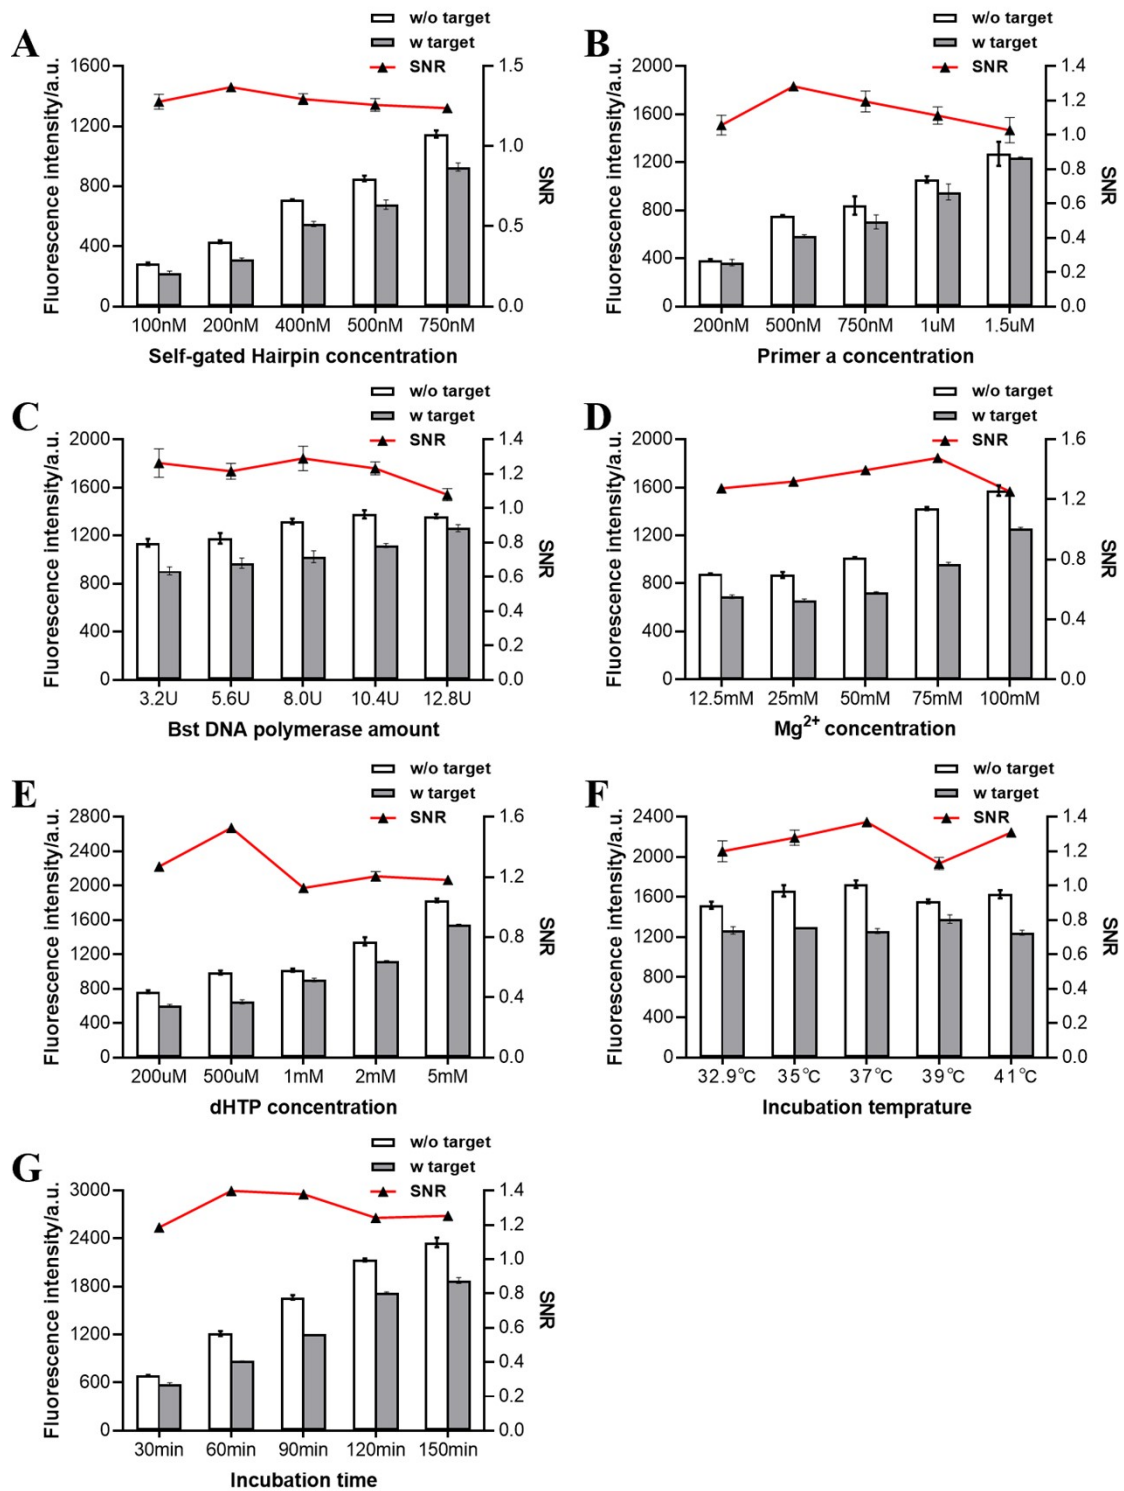 A
w/o target
w target
SNR
Fluorescence intensity/a.u.
1600
1200
800
400
0
1.5
1.0
0.5
0.0
SNR
100nM 200nM 400nM 500nM 750nM
Self-gated Hairpin concentration
B
w/o target
w target
SNR
Fluorescence intensity/a.u.
2000
1600
1200
800
400
0
1.4
1.2
1.0
0.8
0.6
0.4
0.2
0.0
SNR
200nM 500nM 750nM 1uM 1.5uM
Primer a concentration
C
w/o target
w target
SNR
Fluorescence intensity/a.u.
2000
1600
1200
800
400
0
1.4
1.2
1.0
0.8
0.6
0.4
0.2
0.0
SNR
3.2U 5.6U 8.0U 10.4U 12.8U
Bst DNA polymerase amount
D
w/o target
w target
SNR
Fluorescence intensity/a.u.
2000
1600
1200
800
400
0
1.6
1.2
0.8
0.4
0.0
SNR
12.5mM 25mM 50mM 75mM 100mM
Mg²⁺ concentration
E
w/o target
w target
SNR
Fluorescence intensity/a.u.
2800
2400
2000
1600
1200
800
400
0
1.6
1.2
0.8
0.4
0.0
SNR
200uM 500uM 1mM 2mM 5mM
dHTP concentration
F
w/o target
w target
SNR
Fluorescence intensity/a.u.
2400
2000
1600
1200
800
400
0
1.4
1.2
1.0
0.8
0.6
0.4
0.2
0.0
SNR
32.9℃ 35℃ 37℃ 39℃ 41℃
Incubation temprature
G
w/o target
w target
SNR
Fluorescence intensity/a.u.
3000
2400
1800
1200
600
0
1.4
1.2
1.0
0.8
0.6
0.4
0.2
0.0
SNR
30min 60min 90min 120min 150min
Incubation time